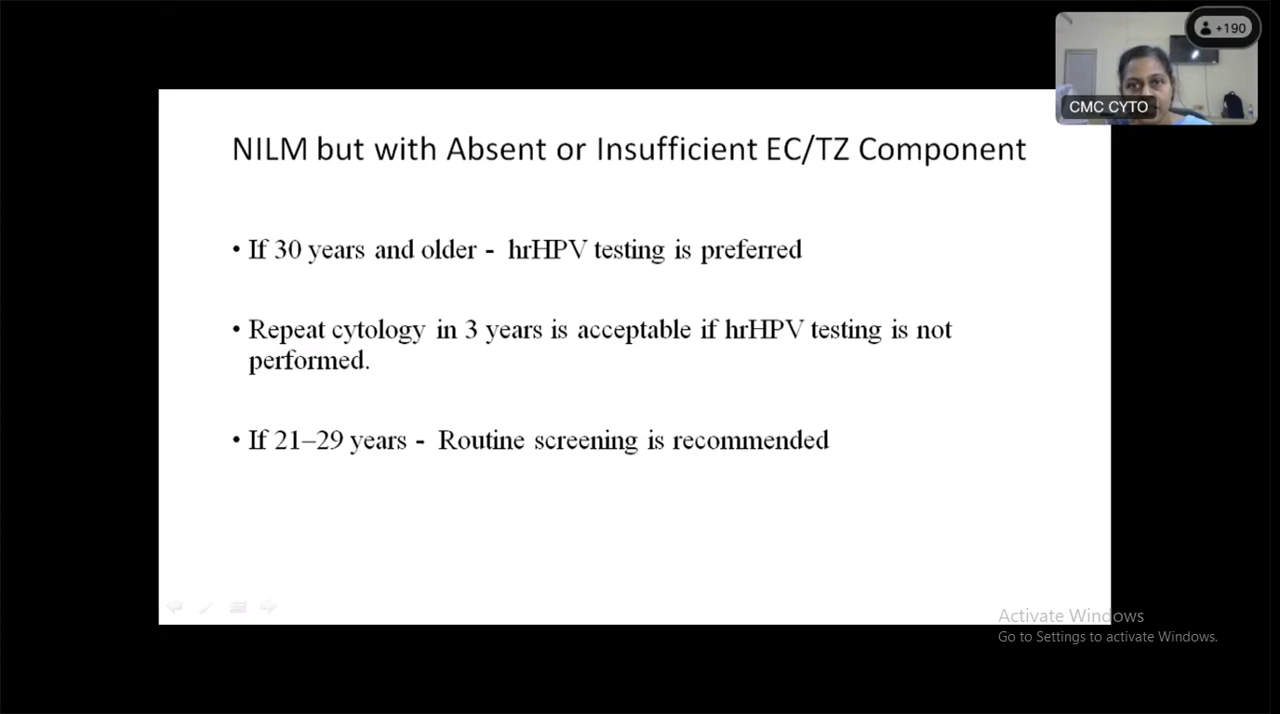 +190
CMC CYTO
NILM but with Absent or Insufficient EC/TZ Component
• If 30 years and older - hrHPV testing is preferred
• Repeat cytology in 3 years is acceptable if hrHPV testing is not
performed.
• If 21–29 years - Routine screening is recommended
Activate Windows
Go to Settings to activate Windows.